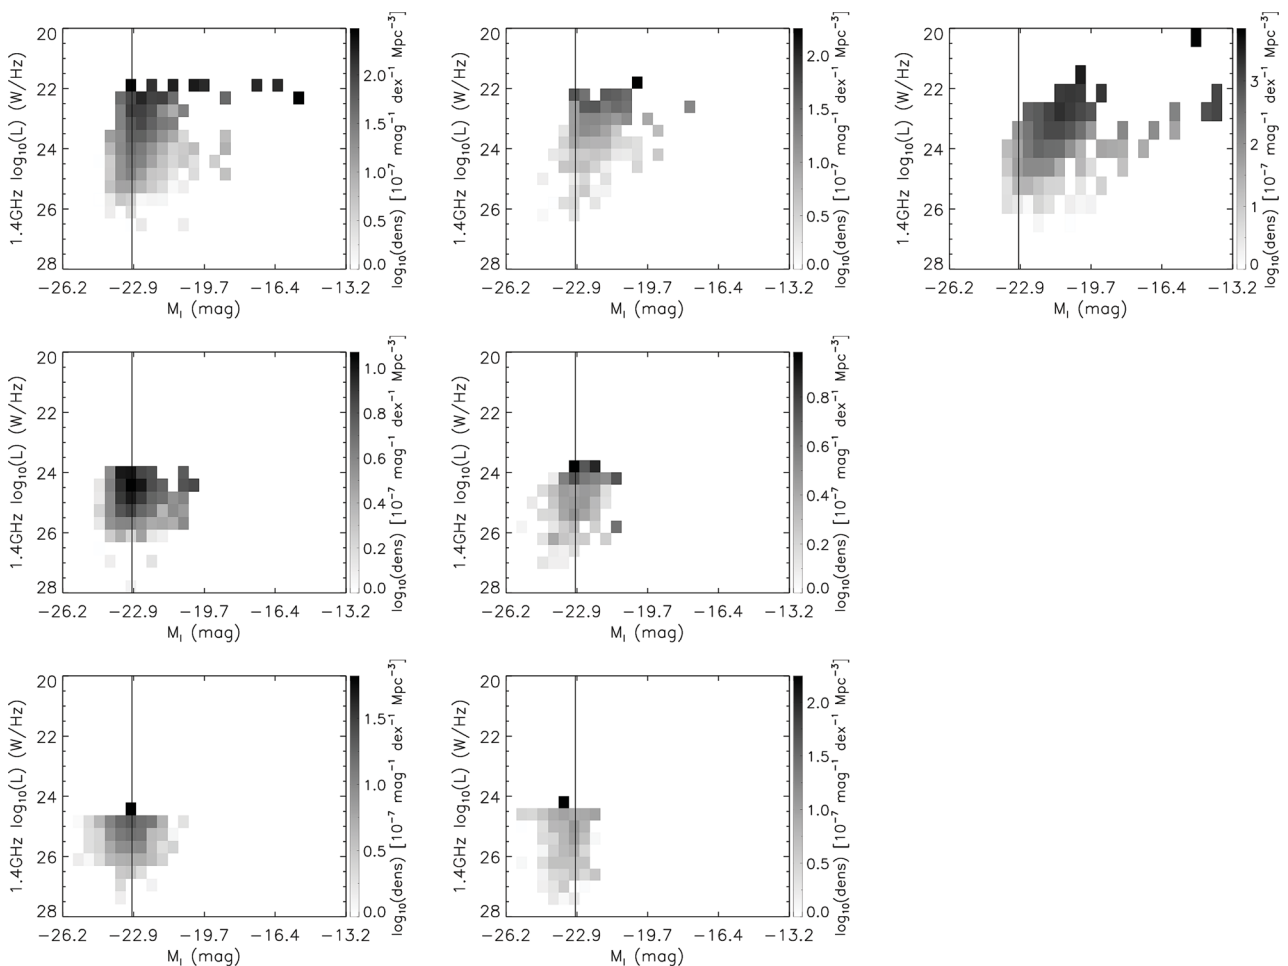 20
22
24
26
28
1.4GHz log₁₀(L) (W/Hz)
−26.2 −22.9 −19.7 −16.4 −13.2
M_I (mag)
2.0
1.5
1.0
0.5
0.0
log₁₀(dens) [10⁻⁷ mag⁻¹ dex⁻¹ Mpc⁻³]
20
22
24
26
28
1.4GHz log₁₀(L) (W/Hz)
−26.2 −22.9 −19.7 −16.4 −13.2
M_I (mag)
2.0
1.5
1.0
0.5
0.0
log₁₀(dens) [10⁻⁷ mag⁻¹ dex⁻¹ Mpc⁻³]
20
22
24
26
28
1.4GHz log₁₀(L) (W/Hz)
−26.2 −22.9 −19.7 −16.4 −13.2
M_I (mag)
3
2
1
0
log₁₀(dens) [10⁻⁷ mag⁻¹ dex⁻¹ Mpc⁻³]
20
22
24
26
28
1.4GHz log₁₀(L) (W/Hz)
−26.2 −22.9 −19.7 −16.4 −13.2
M_I (mag)
1.0
0.8
0.6
0.4
0.2
0.0
log₁₀(dens) [10⁻⁷ mag⁻¹ dex⁻¹ Mpc⁻³]
20
22
24
26
28
1.4GHz log₁₀(L) (W/Hz)
−26.2 −22.9 −19.7 −16.4 −13.2
M_I (mag)
0.8
0.6
0.4
0.2
0.0
log₁₀(dens) [10⁻⁷ mag⁻¹ dex⁻¹ Mpc⁻³]
20
22
24
26
28
1.4GHz log₁₀(L) (W/Hz)
−26.2 −22.9 −19.7 −16.4 −13.2
M_I (mag)
1.5
1.0
0.5
0.0
log₁₀(dens) [10⁻⁷ mag⁻¹ dex⁻¹ Mpc⁻³]
20
22
24
26
28
1.4GHz log₁₀(L) (W/Hz)
−26.2 −22.9 −19.7 −16.4 −13.2
M_I (mag)
2.0
1.5
1.0
0.5
0.0
log₁₀(dens) [10⁻⁷ mag⁻¹ dex⁻¹ Mpc⁻³]